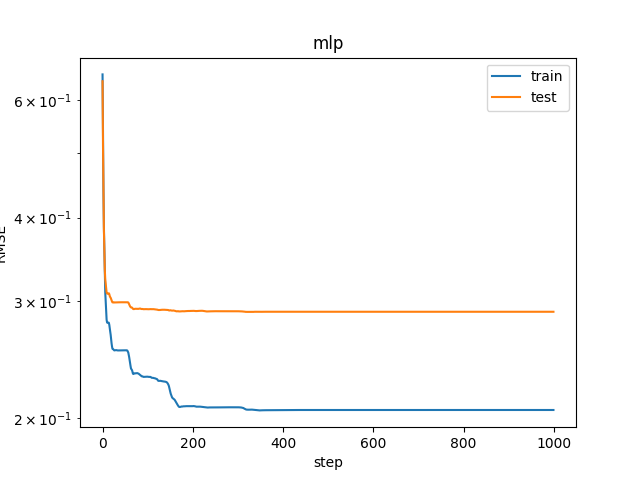 mlp
train
test
6 × 10⁻¹
4 × 10⁻¹
3 × 10⁻¹
2 × 10⁻¹
RMSE
0 200 400 600 800 1000
step